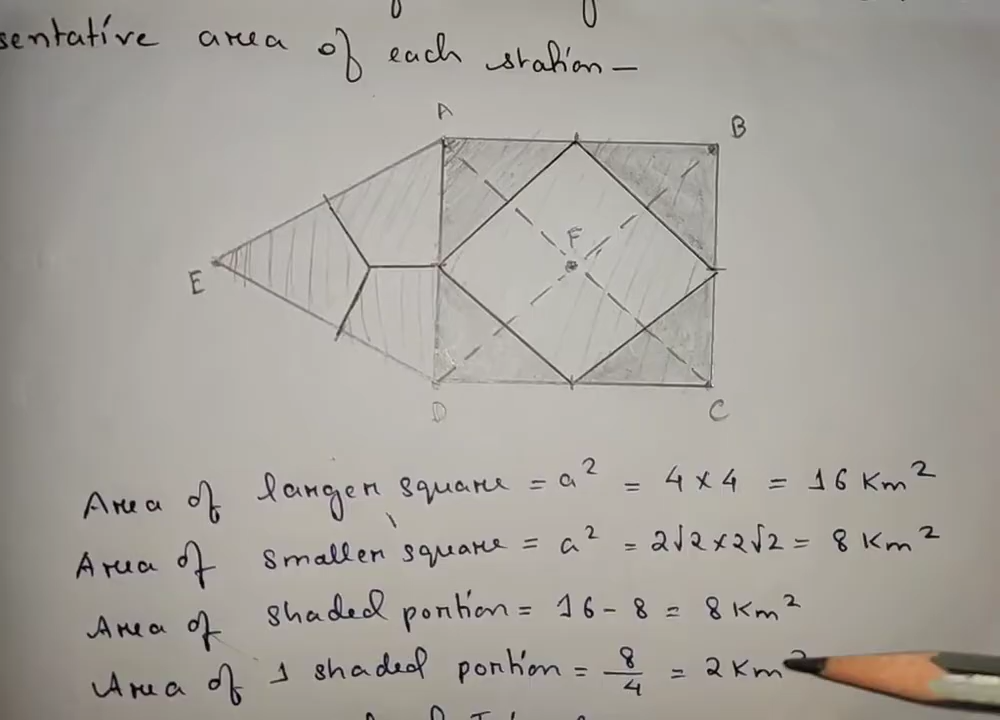 area of each station –
A
B
F
E
D
C
Area of larger square = a² = 4 × 4 = 16 Km²
Area of smaller square = a² = 2√2 × 2√2 = 8 Km²
Area of shaded portion = 16 - 8 = 8 Km²
Area of 1 shaded portion = 8/4 = 2 Km²